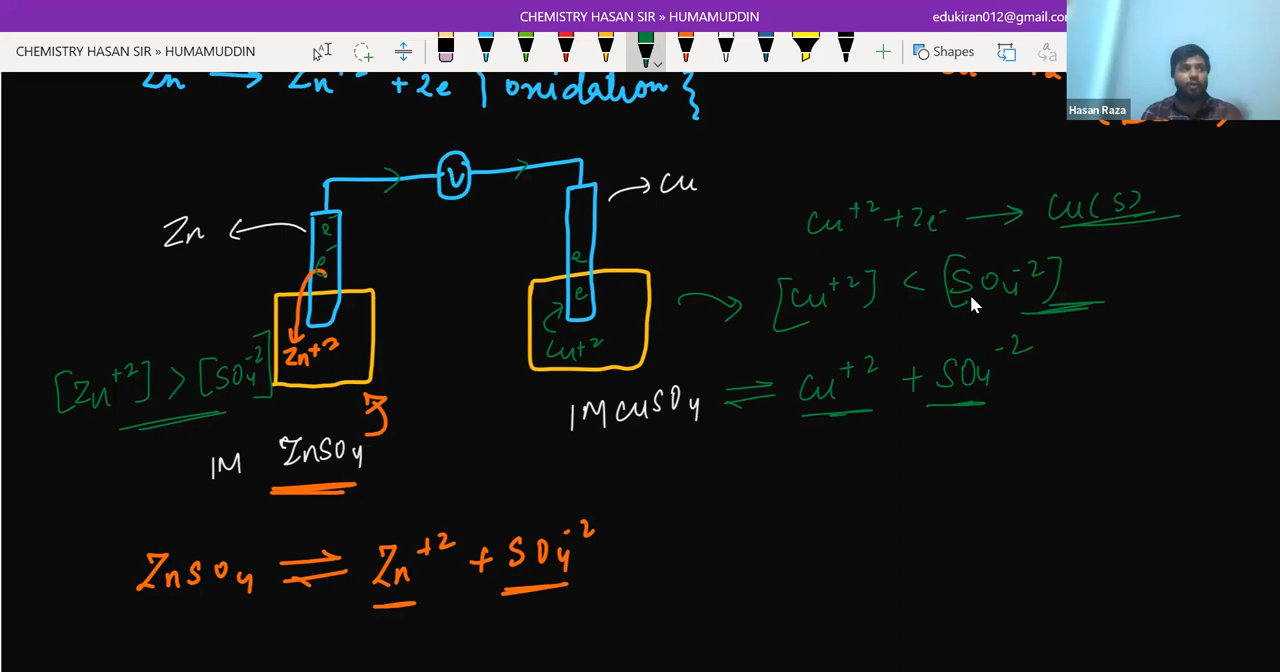 CHEMISTRY HASAN SIR » HUMAMUDDIN
edukiran012@gmail.co
CHEMISTRY HASAN SIR » HUMAMUDDIN
Shapes
Hasan Raza
Zn → Zn+2 + 2e { oxidation }
V
Cu
Zn
e-
e-
Zn+2
e
e
Cu+2
Cu+2 + 2e- → Cu(s)
[Cu+2] < [SO4-2]
[Zn+2] > [SO4-2]
1M CuSO4 ⇌ Cu+2 + SO4-2
1M ZnSO4
ZnSO4 ⇌ Zn+2 + SO4-2